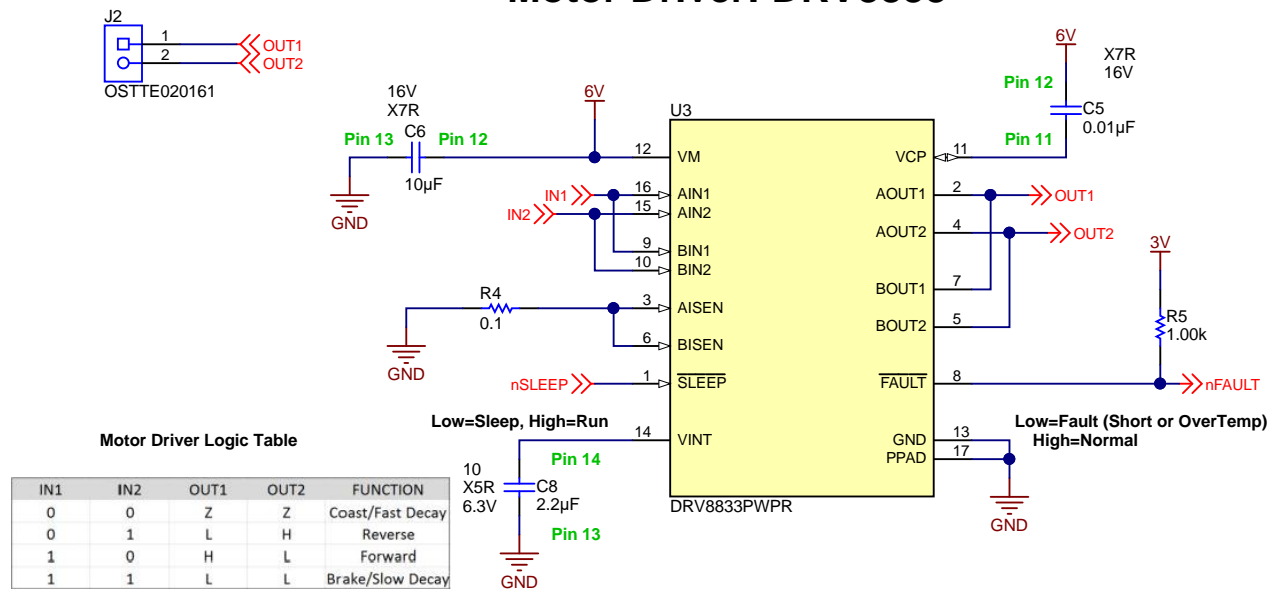 Motor Driver: DRV8833
J2
1
2
OUT1
OUT2
OSTTE020161
16V
X7R
C6
10µF
Pin 13
Pin 12
GND
6V
U3
12
VM
IN1
IN2
16
AIN1
15
AIN2
9
BIN1
10
BIN2
R4
0.1
GND
3
AISEN
6
BISEN
nSLEEP
1
SLEEP
Low=Sleep, High=Run
14
VINT
Pin 14
10
X5R
6.3V
C8
2.2µF
Pin 13
GND
6V
X7R
16V
Pin 12
C5
0.01µF
Pin 11
VCP
11
AOUT1
2
OUT1
AOUT2
4
OUT2
BOUT1
7
BOUT2
5
3V
R5
1.00k
FAULT
8
nFAULT
Low=Fault (Short or OverTemp)
High=Normal
GND
13
PPAD
17
GND
DRV8833PWPR
Motor Driver Logic Table
IN1 IN2 OUT1 OUT2 FUNCTION
0 0 Z Z Coast/Fast Decay
0 1 L H Reverse
1 0 H L Forward
1 1 L L Brake/Slow Decay